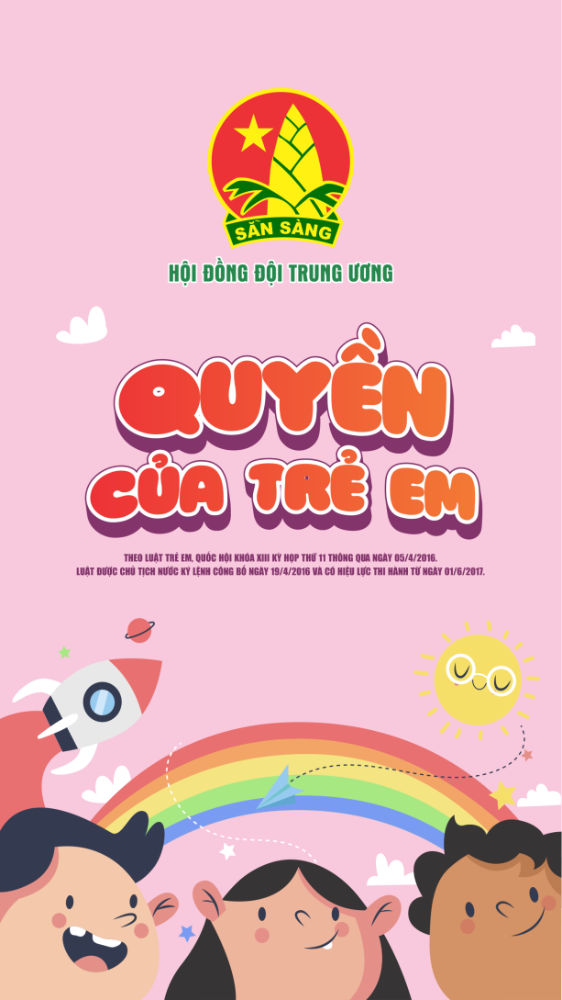 SẴN SÀNG
HỘI ĐỒNG ĐỘI TRUNG ƯƠNG
QUYỀN
CỦA TRẺ EM
THEO LUẬT TRẺ EM, QUỐC HỘI KHÓA XIII KỲ HỌP THỨ 11 THÔNG QUA NGÀY 05/4/2016.
LUẬT ĐƯỢC CHỦ TỊCH NƯỚC KÝ LỆNH CÔNG BỐ NGÀY 19/4/2016 VÀ CÓ HIỆU LỰC THI HÀNH TỪ NGÀY 01/6/2017.